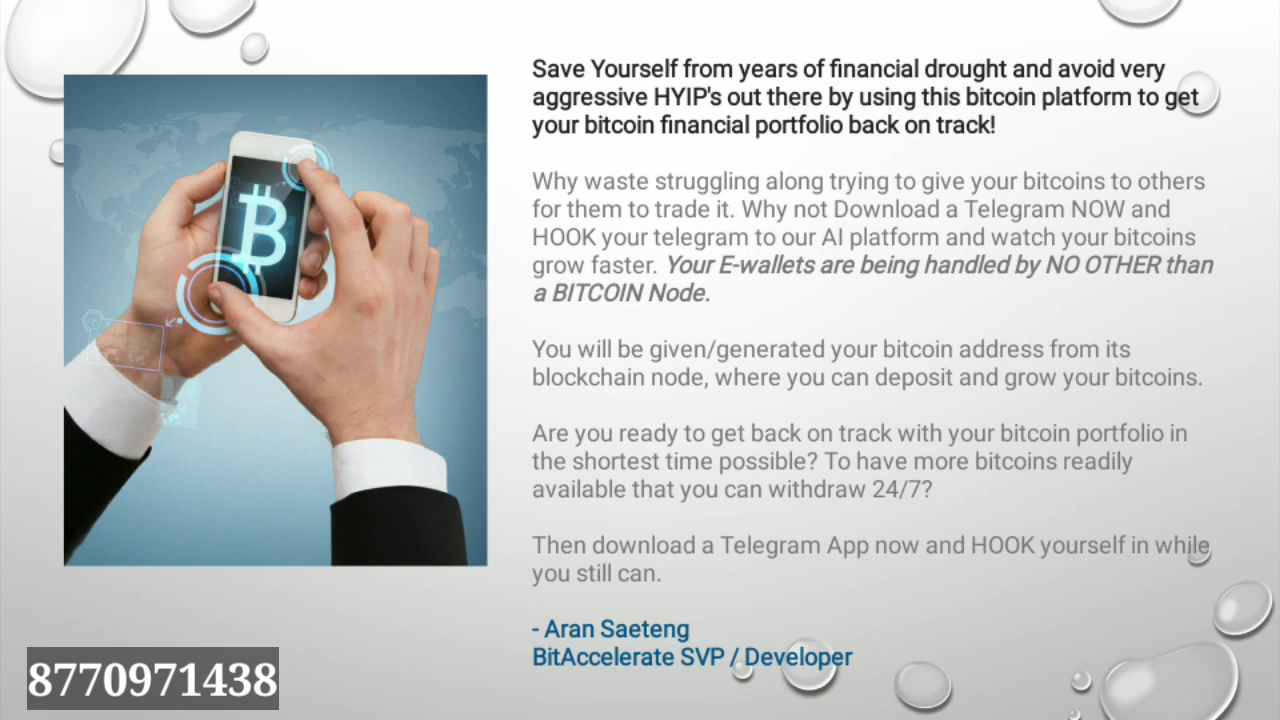 Save Yourself from years of financial drought and avoid very
aggressive HYIP's out there by using this bitcoin platform to get
your bitcoin financial portfolio back on track!
Why waste struggling along trying to give your bitcoins to others
for them to trade it. Why not Download a Telegram NOW and
HOOK your telegram to our AI platform and watch your bitcoins
grow faster. Your E-wallets are being handled by NO OTHER than
a BITCOIN Node.
You will be given/generated your bitcoin address from its
blockchain node, where you can deposit and grow your bitcoins.
Are you ready to get back on track with your bitcoin portfolio in
the shortest time possible? To have more bitcoins readily
available that you can withdraw 24/7?
Then download a Telegram App now and HOOK yourself in while
you still can.
- Aran Saeteng
BitAccelerate SVP / Developer
8770971438